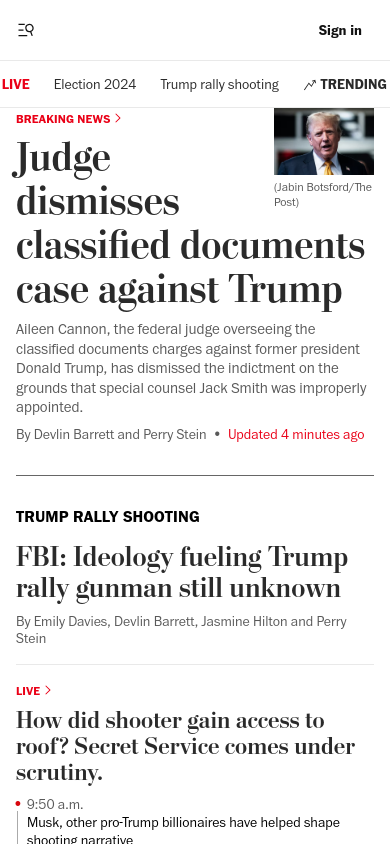 Sign in
LIVE Election 2024 Trump rally shooting TRENDING
BREAKING NEWS
Judge
dismisses
classified documents
case against Trump
(Jabin Botsford/The
Post)
Aileen Cannon, the federal judge overseeing the
classified documents charges against former president
Donald Trump, has dismissed the indictment on the
grounds that special counsel Jack Smith was improperly
appointed.
By Devlin Barrett and Perry Stein • Updated 4 minutes ago
TRUMP RALLY SHOOTING
FBI: Ideology fueling Trump
rally gunman still unknown
By Emily Davies, Devlin Barrett, Jasmine Hilton and Perry
Stein
LIVE
How did shooter gain access to
roof? Secret Service comes under
scrutiny.
9:50 a.m.
Musk, other pro-Trump billionaires have helped shape
shooting narrative